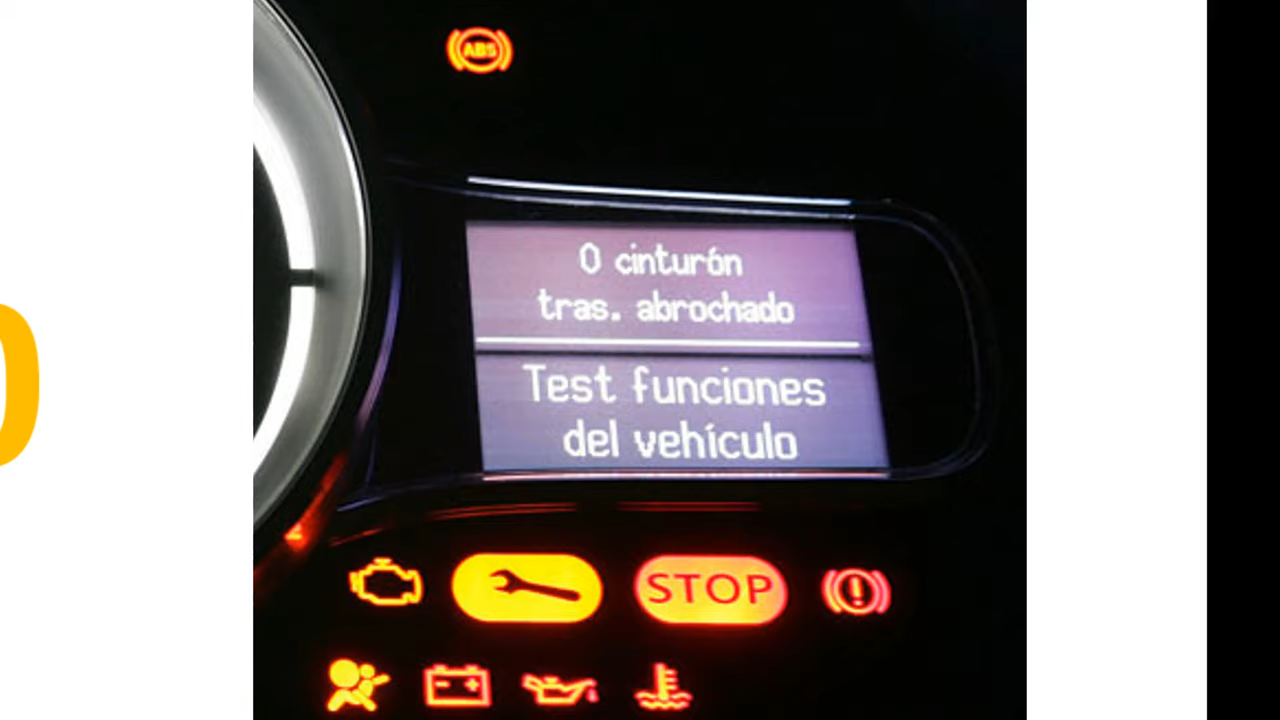 ABS
0 cinturón
tras. abrochado
Test funciones
del vehículo
STOP